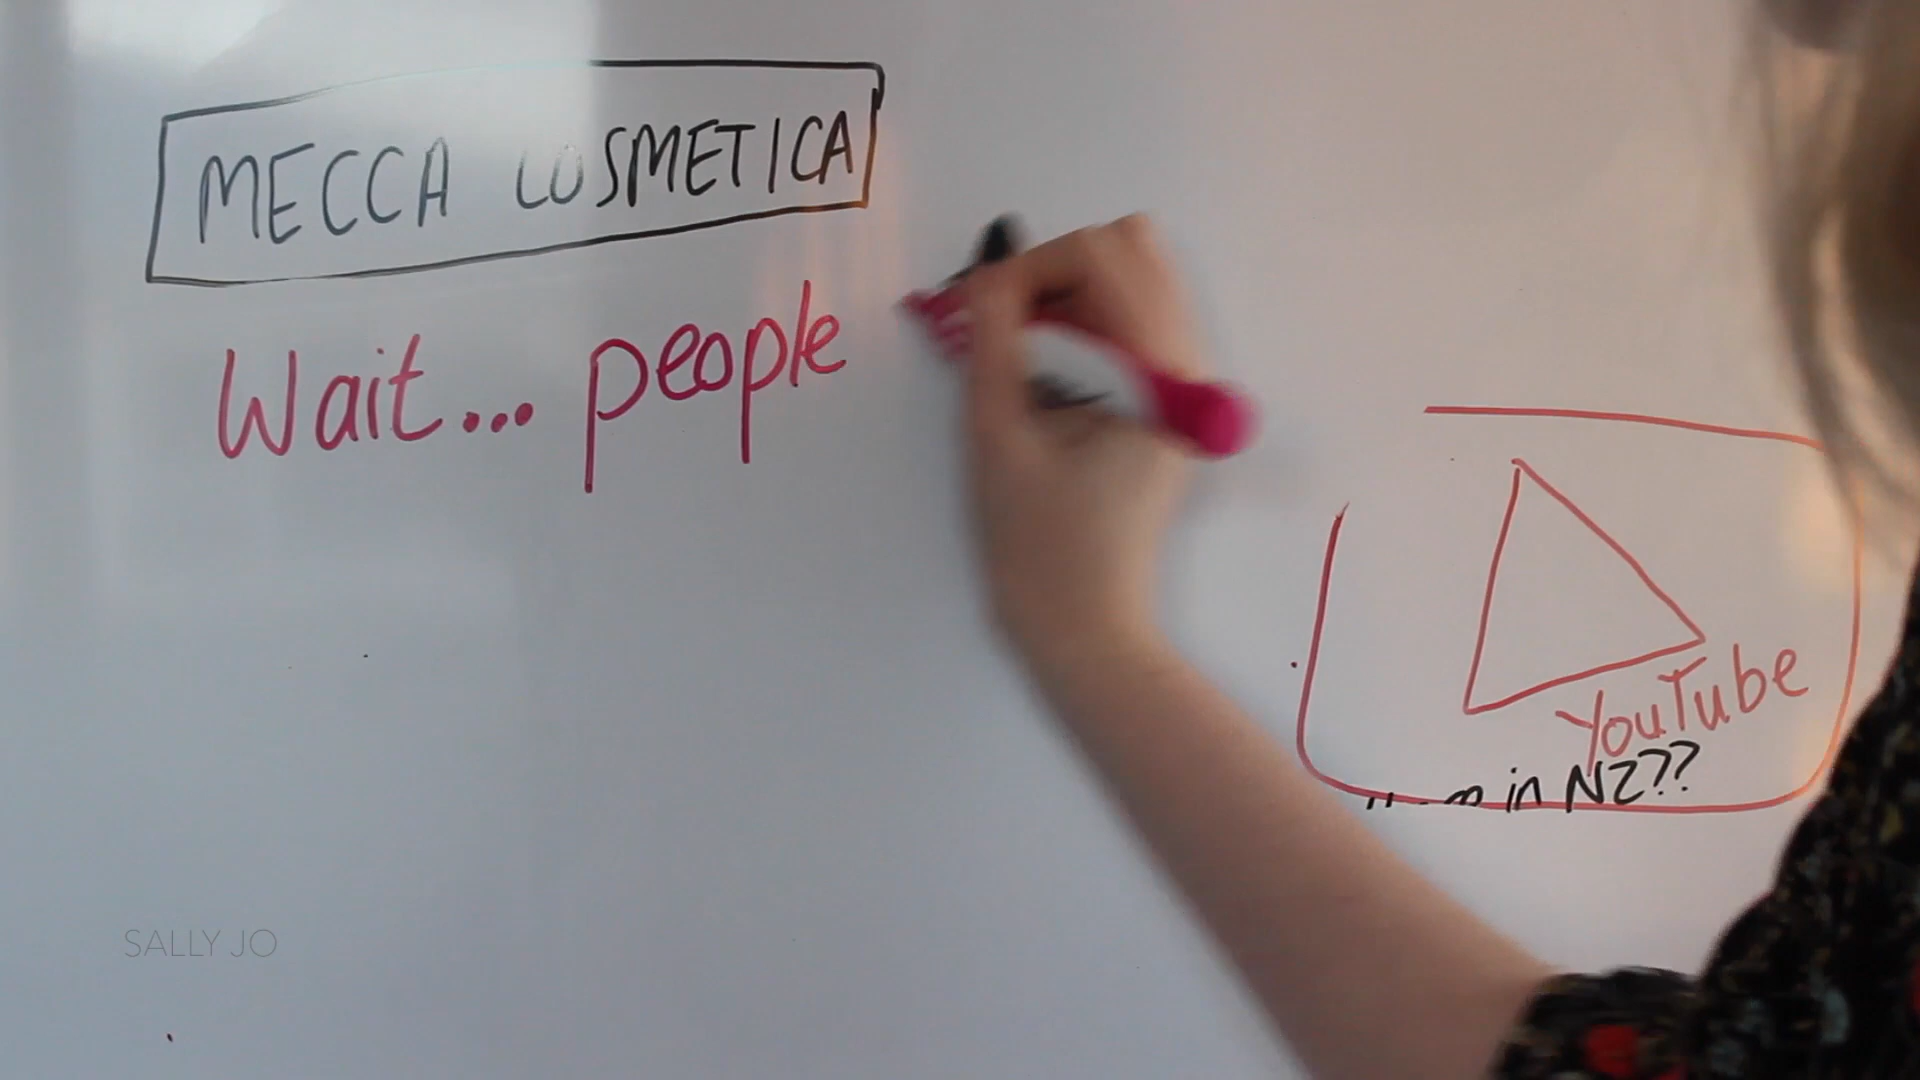 MECCA COSMETICA
Wait... people
YouTube
in NZ??
SALLY JO